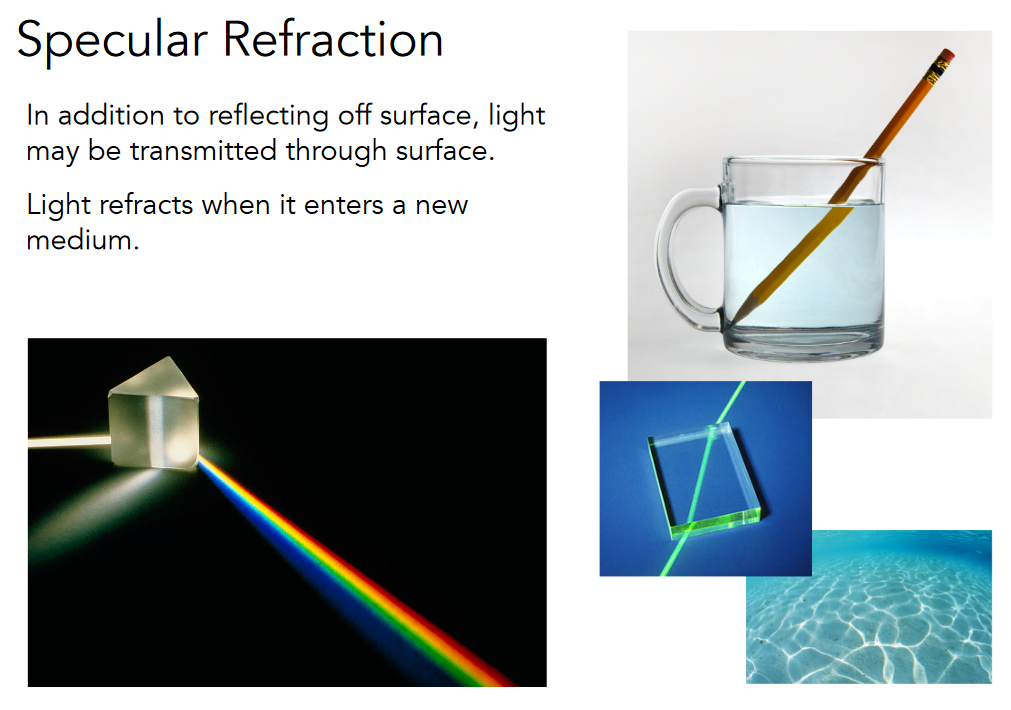 Specular Refraction
In addition to reflecting off surface, light
may be transmitted through surface.
Light refracts when it enters a new
medium.